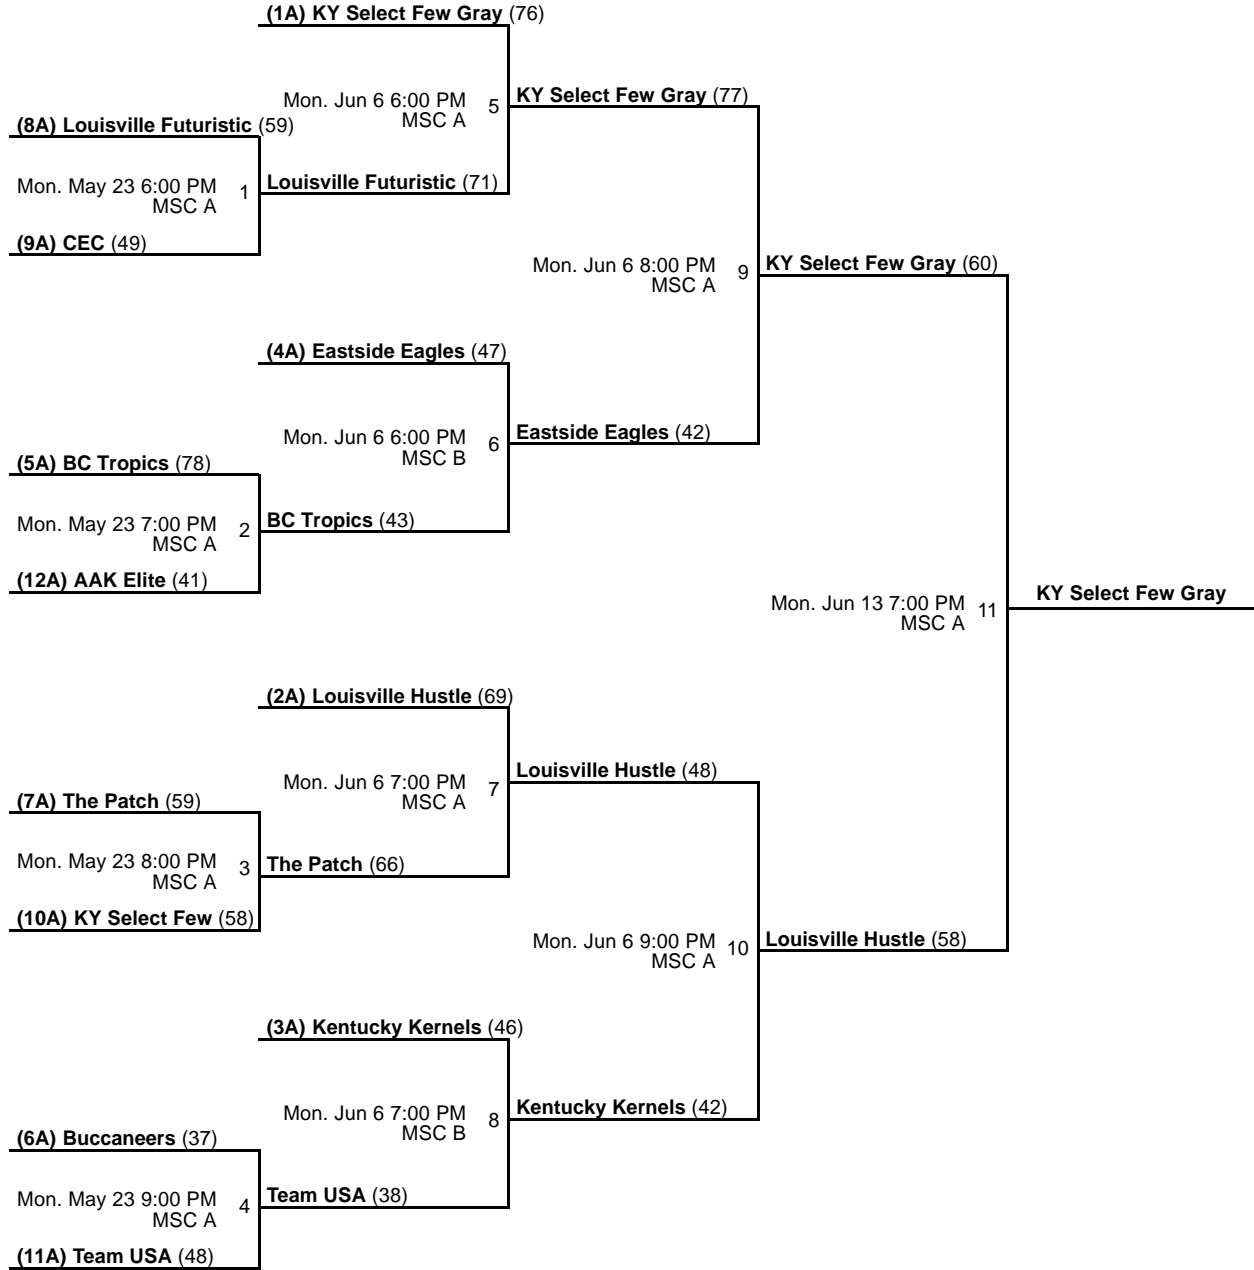 (1A) KY Select Few Gray (76)
Mon. Jun 6 6:00 PM 5
MSC A
KY Select Few Gray (77)
(8A) Louisville Futuristic (59)
Mon. May 23 6:00 PM 1
MSC A
Louisville Futuristic (71)
(9A) CEC (49)
Mon. Jun 6 8:00 PM 9
MSC A
KY Select Few Gray (60)
(4A) Eastside Eagles (47)
Mon. Jun 6 6:00 PM 6
MSC B
Eastside Eagles (42)
(5A) BC Tropics (78)
Mon. May 23 7:00 PM 2
MSC A
BC Tropics (43)
(12A) AAK Elite (41)
Mon. Jun 13 7:00 PM 11
MSC A
KY Select Few Gray
(2A) Louisville Hustle (69)
Mon. Jun 6 7:00 PM 7
MSC A
Louisville Hustle (48)
(7A) The Patch (59)
Mon. May 23 8:00 PM 3
MSC A
The Patch (66)
(10A) KY Select Few (58)
Mon. Jun 6 9:00 PM 10
MSC A
Louisville Hustle (58)
(3A) Kentucky Kernels (46)
Mon. Jun 6 7:00 PM 8
MSC B
Kentucky Kernels (42)
(6A) Buccaneers (37)
Mon. May 23 9:00 PM 4
MSC A
Team USA (38)
(11A) Team USA (48)